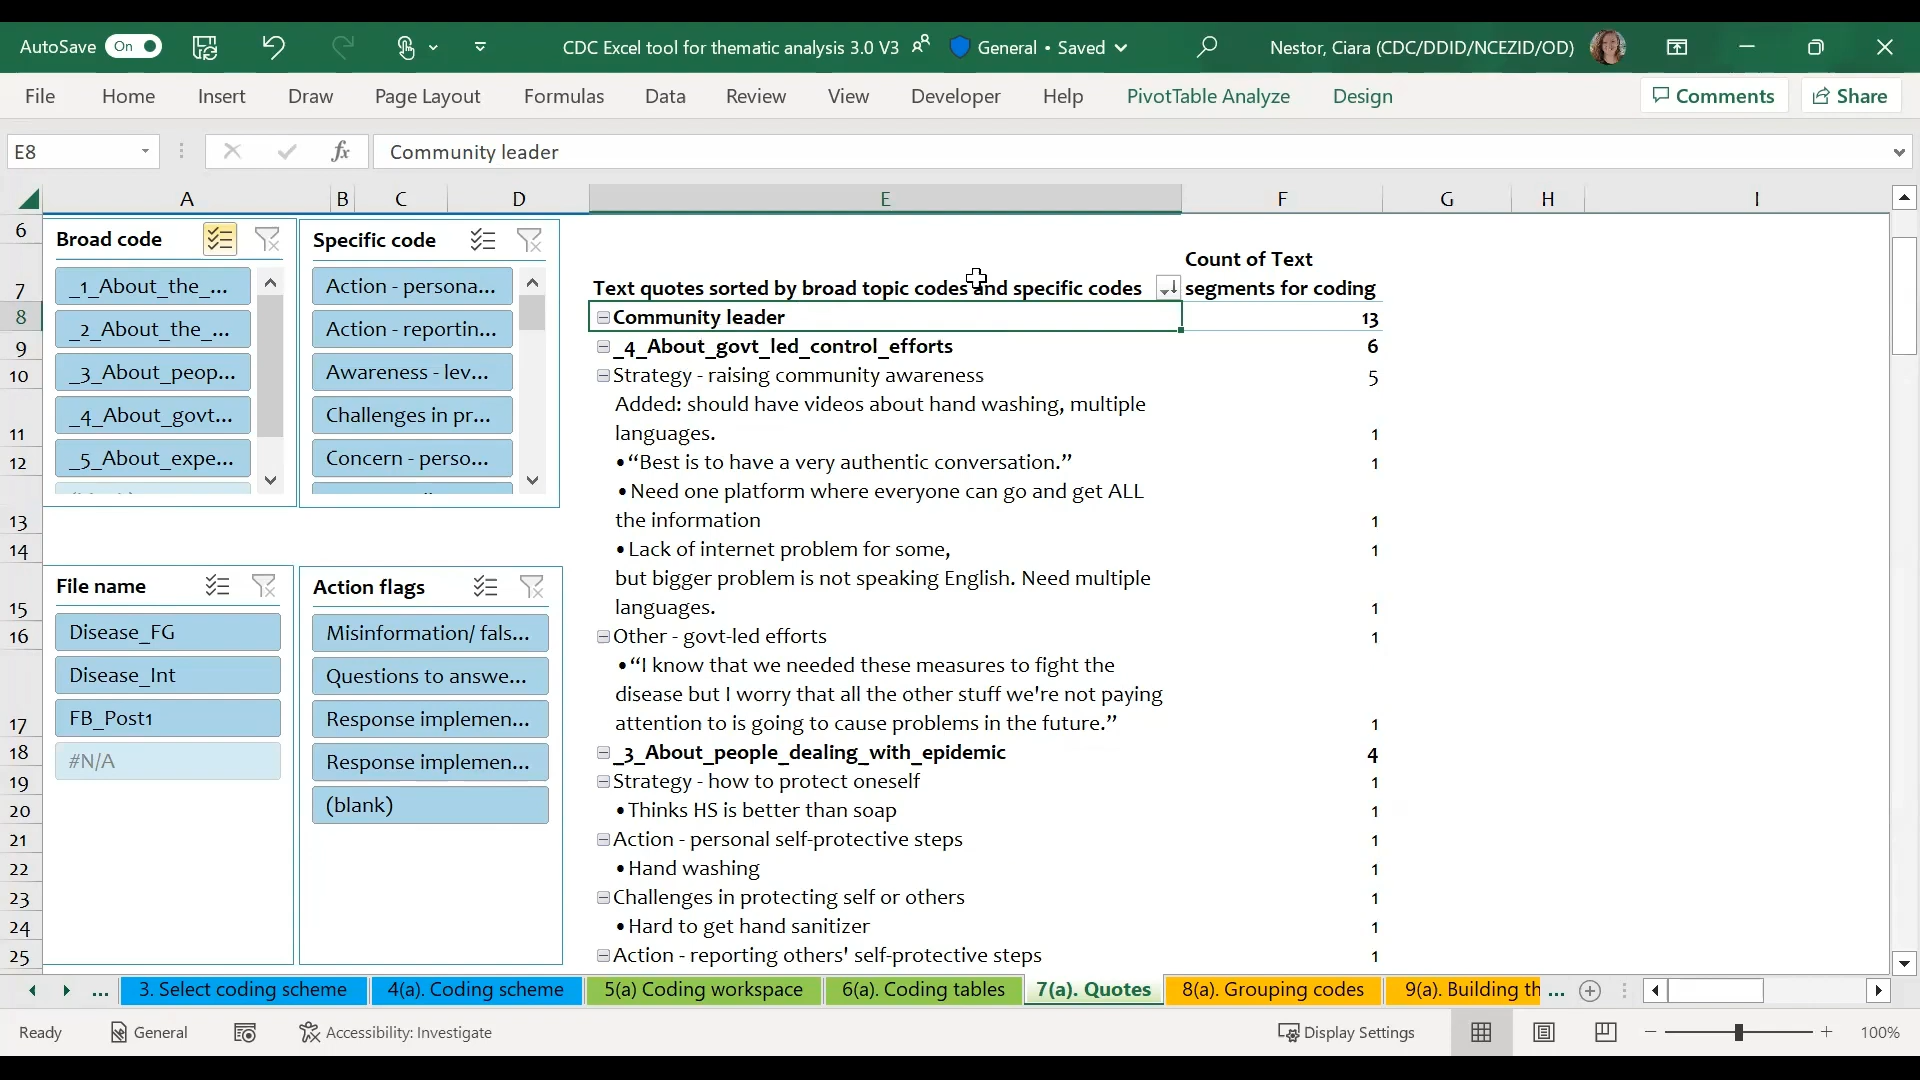 AutoSave On CDC Excel tool for thematic analysis 3.0 V3 General • Saved Nestor, Ciara (CDC/DDID/NCEZID/OD)
File Home Insert Draw Page Layout Formulas Data Review View Developer Help PivotTable Analyze Design Comments Share
E8 fx Community leader
A B C D E F G H I
6
7
8
9
10
11
12
13
14
15
16
17
18
19
20
21
22
23
24
25
Broad code
_1_About_the_...
_2_About_the_...
_3_About_peop...
_4_About_govt...
_5_About_expe...
Specific code
Action - persona...
Action - reportin...
Awareness - lev...
Challenges in pr...
Concern - perso...
File name
Disease_FG
Disease_Int
FB_Post1
#N/A
Action flags
Misinformation/ fals...
Questions to answe...
Response implemen...
Response implemen...
(blank)
Count of Text
Text quotes sorted by broad topic codes and specific codes segments for coding
Community leader 13
_4_About_govt_led_control_efforts 6
Strategy - raising community awareness 5
Added: should have videos about hand washing, multiple
languages. 1
•“Best is to have a very authentic conversation.” 1
•Need one platform where everyone can go and get ALL
the information 1
•Lack of internet problem for some, 1
but bigger problem is not speaking English. Need multiple
languages. 1
Other - govt-led efforts 1
•“I know that we needed these measures to fight the
disease but I worry that all the other stuff we're not paying
attention to is going to cause problems in the future.” 1
_3_About_people_dealing_with_epidemic 4
Strategy - how to protect oneself 1
•Thinks HS is better than soap 1
Action - personal self-protective steps 1
•Hand washing 1
Challenges in protecting self or others 1
•Hard to get hand sanitizer 1
Action - reporting others' self-protective steps 1
... 3. Select coding scheme 4(a). Coding scheme 5(a) Coding workspace 6(a). Coding tables 7(a). Quotes 8(a). Grouping codes 9(a). Building th ...
Ready General Accessibility: Investigate Display Settings 100%